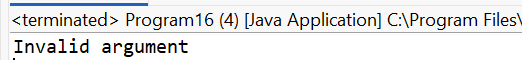 <terminated> Program16 (4) [Java Application] C:\Program Files\
Invalid argument